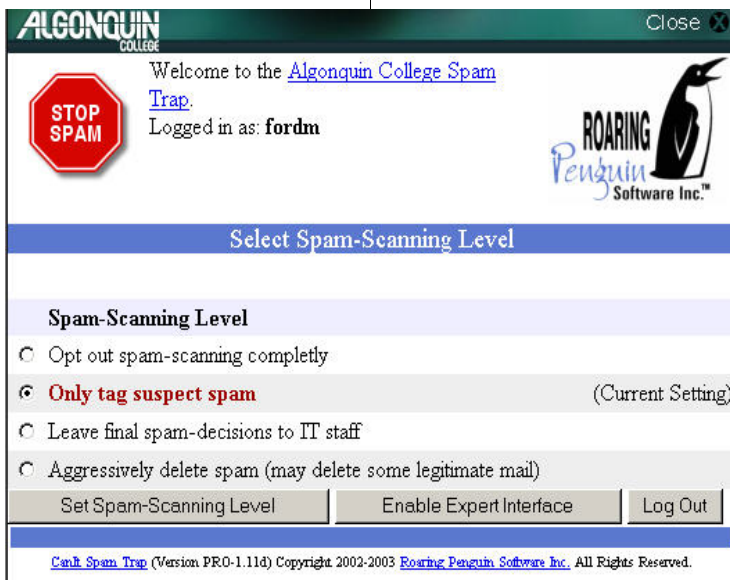 ALGONQUIN
COLLEGE
Close
STOP
SPAM
Welcome to the Algonquin College Spam
Trap.
Logged in as: fordm
ROARING
Penguin
Software Inc.™
Select Spam-Scanning Level
Spam-Scanning Level
Opt out spam-scanning completly
Only tag suspect spam (Current Setting)
Leave final spam-decisions to IT staff
Aggressively delete spam (may delete some legitimate mail)
Set Spam-Scanning Level Enable Expert Interface Log Out
CanIt Spam Trap (Version PRO-1.11d) Copyright 2002-2003 Roaring Penguin Software Inc. All Rights Reserved.